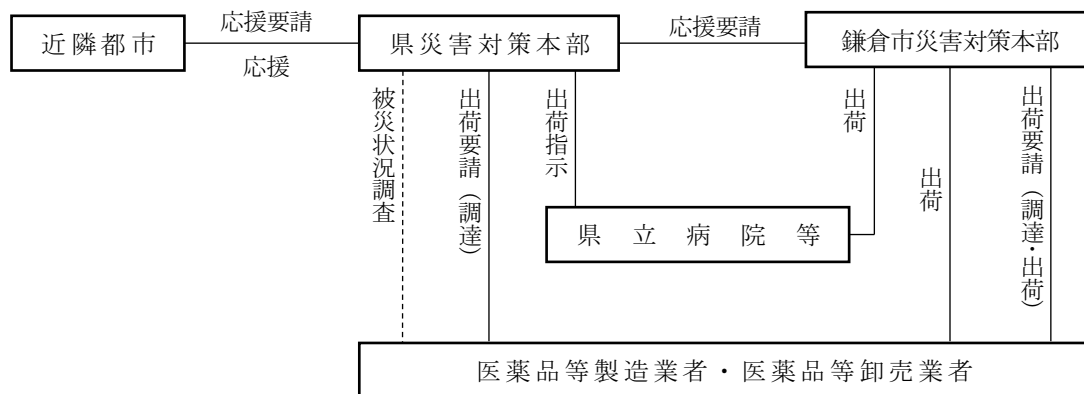 応援要請
応援要請
近隣都市
県災害対策本部
鎌倉市災害対策本部
応援
被災状況調査
出荷要請（調達）
出荷指示
出荷
出荷
出荷要請（調達・出荷）
県立病院等
医薬品等製造業者・医薬品等卸売業者